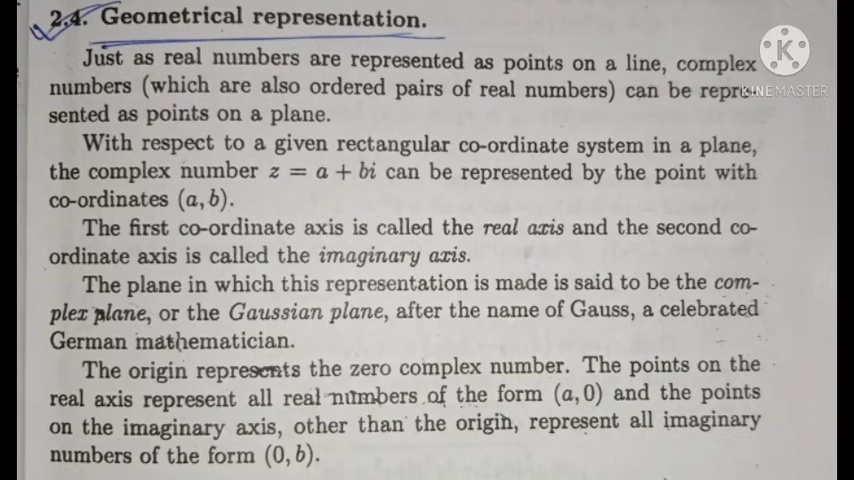 2.4. Geometrical representation.
Just as real numbers are represented as points on a line, complex
numbers (which are also ordered pairs of real numbers) can be repre-
sented as points on a plane.
With respect to a given rectangular co-ordinate system in a plane,
the complex number z = a + bi can be represented by the point with
co-ordinates (a, b).
The first co-ordinate axis is called the real axis and the second co-
ordinate axis is called the imaginary axis.
The plane in which this representation is made is said to be the com-
plex plane, or the Gaussian plane, after the name of Gauss, a celebrated
German mathematician.
The origin represents the zero complex number. The points on the
real axis represent all real numbers of the form (a, 0) and the points
on the imaginary axis, other than the origin, represent all imaginary
numbers of the form (0, b).
K
KINEMASTER